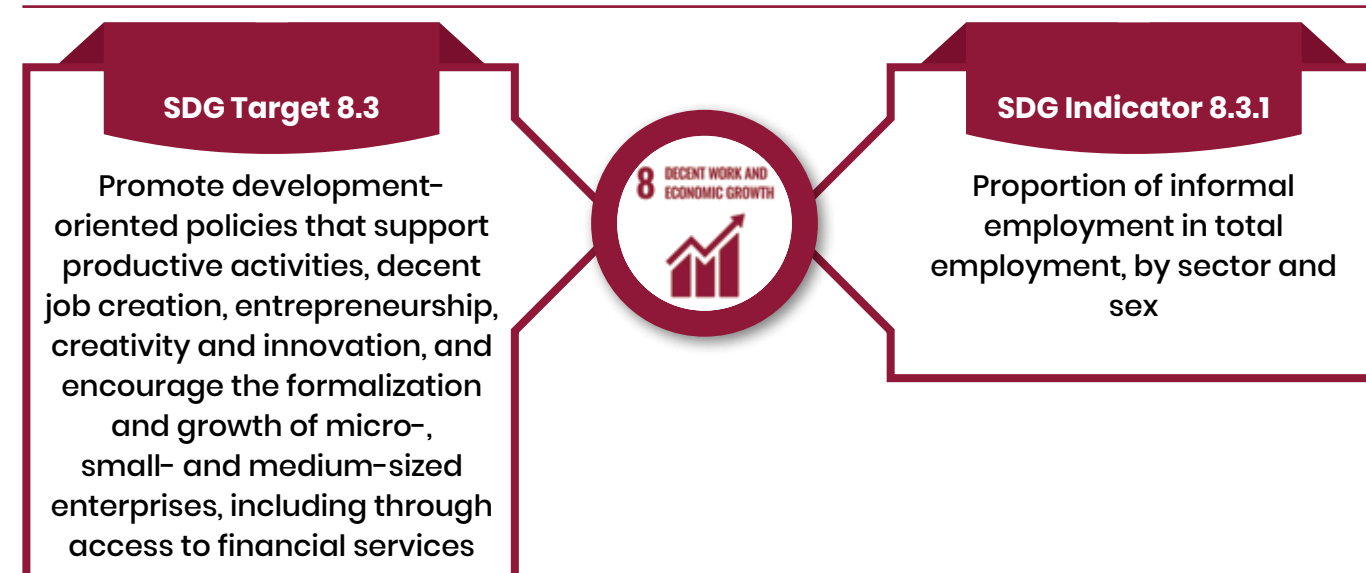 SDG Target 8.3
Promote development-
oriented policies that support
productive activities, decent
job creation, entrepreneurship,
creativity and innovation, and
encourage the formalization
and growth of micro-,
small- and medium-sized
enterprises, including through
access to financial services
8 DECENT WORK AND
ECONOMIC GROWTH
SDG Indicator 8.3.1
Proportion of informal
employment in total
employment, by sector and
sex